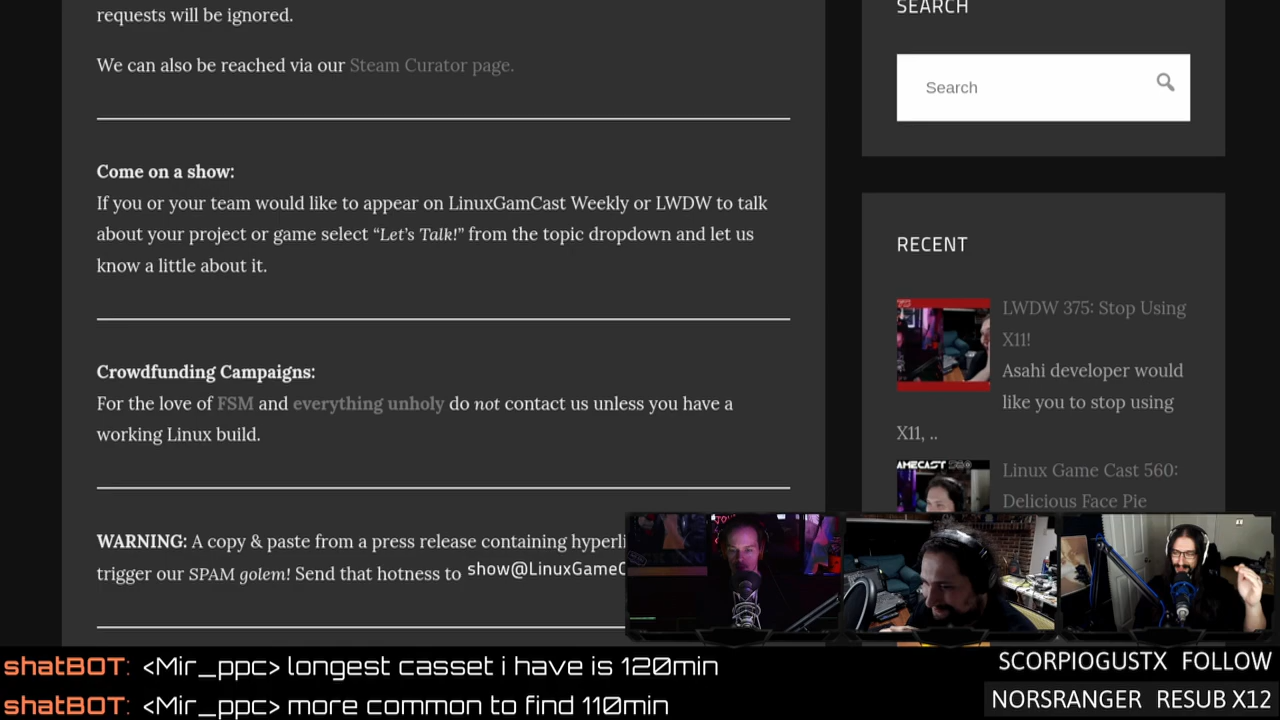 requests will be ignored.
We can also be reached via our Steam Curator page.
Come on a show:
If you or your team would like to appear on LinuxGamCast Weekly or LWDW to talk
about your project or game select “Let’s Talk!” from the topic dropdown and let us
know a little about it.
Crowdfunding Campaigns:
For the love of FSM and everything unholy do not contact us unless you have a
working Linux build.
WARNING: A copy & paste from a press release containing hyperli
trigger our SPAM golem! Send that hotness to show@LinuxGameC
SEARCH
Search
RECENT
LWDW 375: Stop Using
X11!
Asahi developer would
like you to stop using
X11, ..
Linux Game Cast 560:
Delicious Face Pie
shatBOT: <Mir_ppc> longest casset i have is 120min
shatBOT: <Mir_ppc> more common to find 110min
SCORPIOGUSTX FOLLOW
NORSRANGER RESUB X12